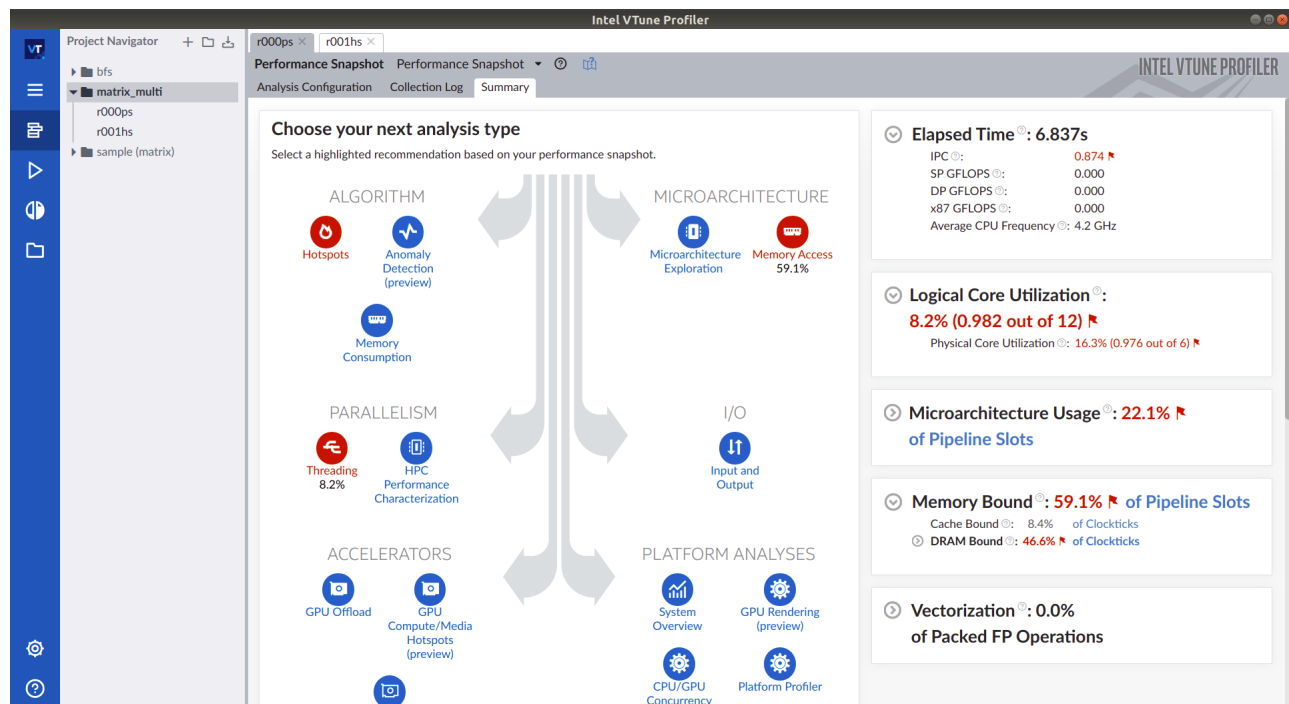 Intel VTune Profiler
VT
Project Navigator
bfs
matrix_multi
r000ps
r001hs
sample (matrix)
r000ps × r001hs ×
Performance Snapshot Performance Snapshot
INTEL VTUNE PROFILER
Analysis Configuration Collection Log Summary
Choose your next analysis type
Select a highlighted recommendation based on your performance snapshot.
ALGORITHM
Hotspots
Anomaly
Detection
(preview)
Memory
Consumption
MICROARCHITECTURE
Microarchitecture
Exploration
Memory Access
59.1%
PARALLELISM
Threading
8.2%
HPC
Performance
Characterization
I/O
Input and
Output
ACCELERATORS
GPU Offload
GPU
Compute/Media
Hotspots
(preview)
PLATFORM ANALYSES
System
Overview
GPU Rendering
(preview)
CPU/GPU
Concurrency
Platform Profiler
Elapsed Time: 6.837s
IPC: 0.874
SP GFLOPS: 0.000
DP GFLOPS: 0.000
x87 GFLOPS: 0.000
Average CPU Frequency: 4.2 GHz
Logical Core Utilization:
8.2% (0.982 out of 12)
Physical Core Utilization: 16.3% (0.976 out of 6)
Microarchitecture Usage: 22.1%
of Pipeline Slots
Memory Bound: 59.1% of Pipeline Slots
Cache Bound: 8.4% of Clockticks
DRAM Bound: 46.6% of Clockticks
Vectorization: 0.0%
of Packed FP Operations